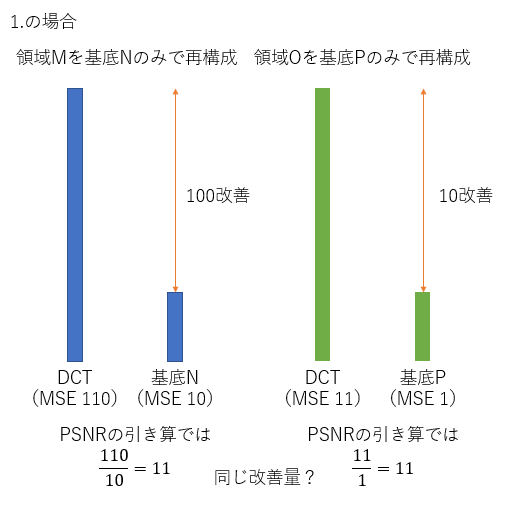 1.の場合
領域Mを基底Nのみで再構成
領域Oを基底Pのみで再構成
100改善
10改善
DCT
(MSE 110)
基底N
(MSE 10)
DCT
(MSE 11)
基底P
(MSE 1)
PSNRの引き算では
110/10 = 11
PSNRの引き算では
11/1 = 11
同じ改善量？